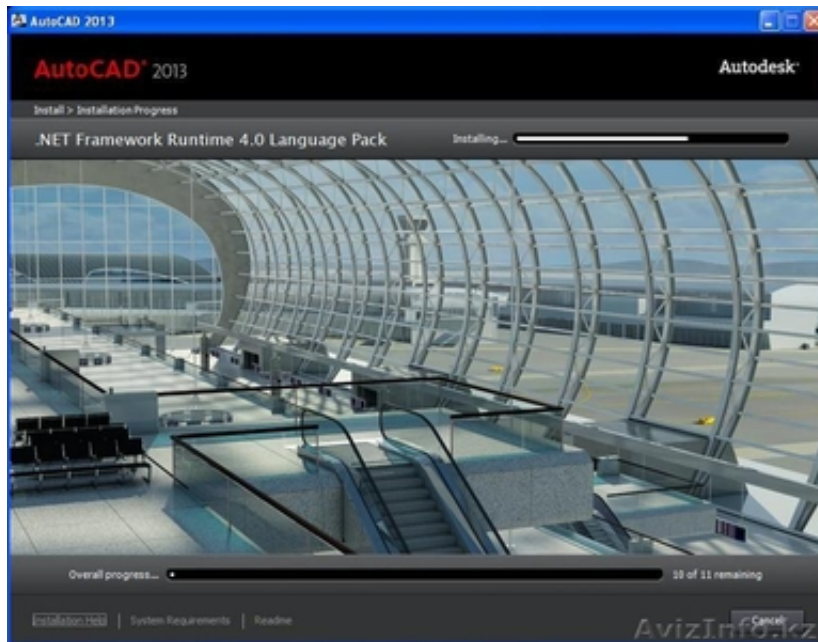 AutoCAD 2013
AutoCAD® 2013
Autodesk®
Install > Installation Progress
.NET Framework Runtime 4.0 Language Pack
Installing...
Overall progress...
10 of 11 remaining
Installation Help | System Requirements | Readme
Cancel
AvizInfo.kz